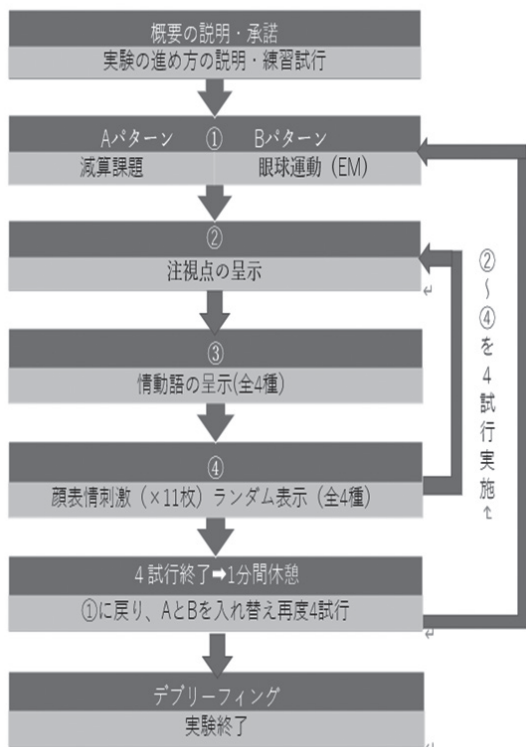 概要の説明・承諾
実験の進め方の説明・練習試行
Aパターン ① Bパターン
減算課題 眼球運動（EM）
②
注視点の呈示
③
情動語の呈示(全4種)
④
顔表情刺激（×11枚）ランダム表示（全4種）
②～④を4試行実施
4試行終了➡1分間休憩
①に戻り、AとBを入れ替え再度4試行
デブリーフィング
実験終了